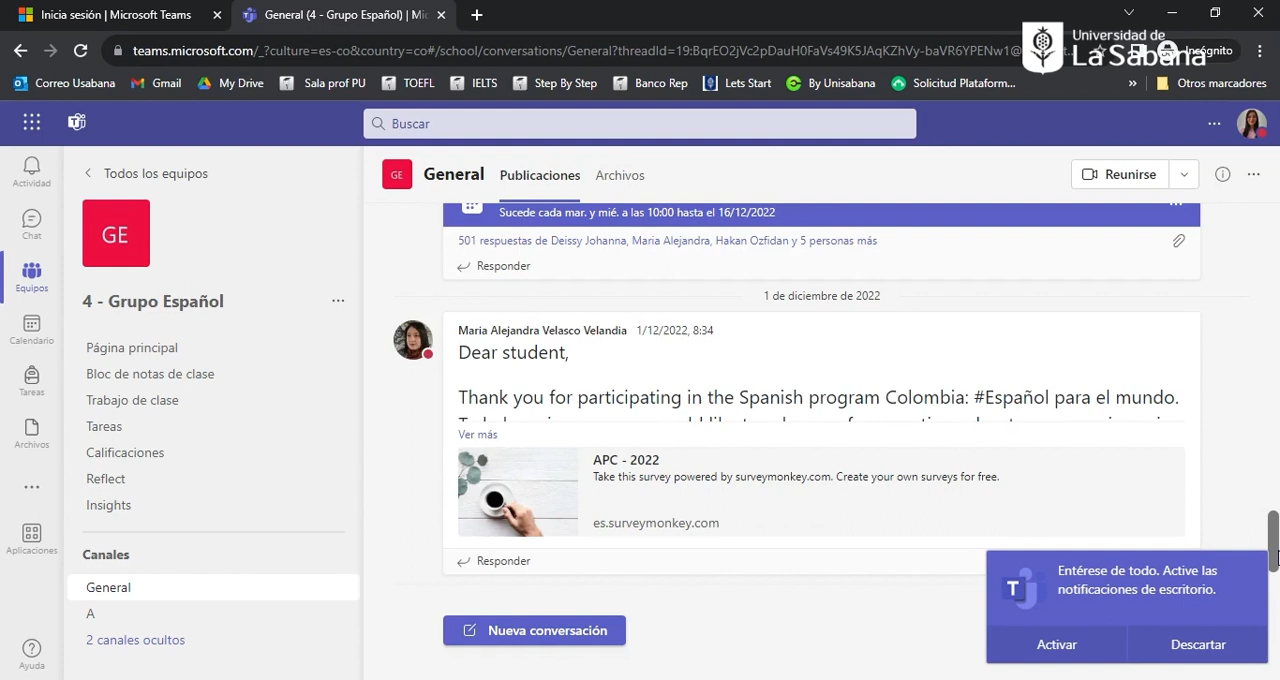 Inicia sesión | Microsoft Teams
General (4 - Grupo Español) | Mic
teams.microsoft.com/_?culture=es-co&country=co#/school/conversations/General?threadId=19:BqrEO2jVc2pDauH0FaVs49K5JAqKZhVy-baVR6YPENw1@
Incógnito
Universidad de
La Sabana
Correo Usabana
Gmail
My Drive
Sala prof PU
TOEFL
IELTS
Step By Step
Banco Rep
Lets Start
By Unisabana
Solicitud Plataform...
»
Otros marcadores
Buscar
Actividad
Chat
Equipos
Calendario
Tareas
Archivos
Aplicaciones
Ayuda
Todos los equipos
GE
4 - Grupo Español
Página principal
Bloc de notas de clase
Trabajo de clase
Tareas
Calificaciones
Reflect
Insights
Canales
General
A
2 canales ocultos
GE
General
Publicaciones
Archivos
Reunirse
Sucede cada mar. y mié. a las 10:00 hasta el 16/12/2022
501 respuestas de Deissy Johanna, Maria Alejandra, Hakan Ozfidan y 5 personas más
Responder
1 de diciembre de 2022
Maria Alejandra Velasco Velandia 1/12/2022, 8:34
Dear student,
Thank you for participating in the Spanish program Colombia: #Español para el mundo.
Ver más
APC - 2022
Take this survey powered by surveymonkey.com. Create your own surveys for free.
es.surveymonkey.com
Responder
Nueva conversación
T
Entérese de todo. Active las
notificaciones de escritorio.
Activar
Descartar